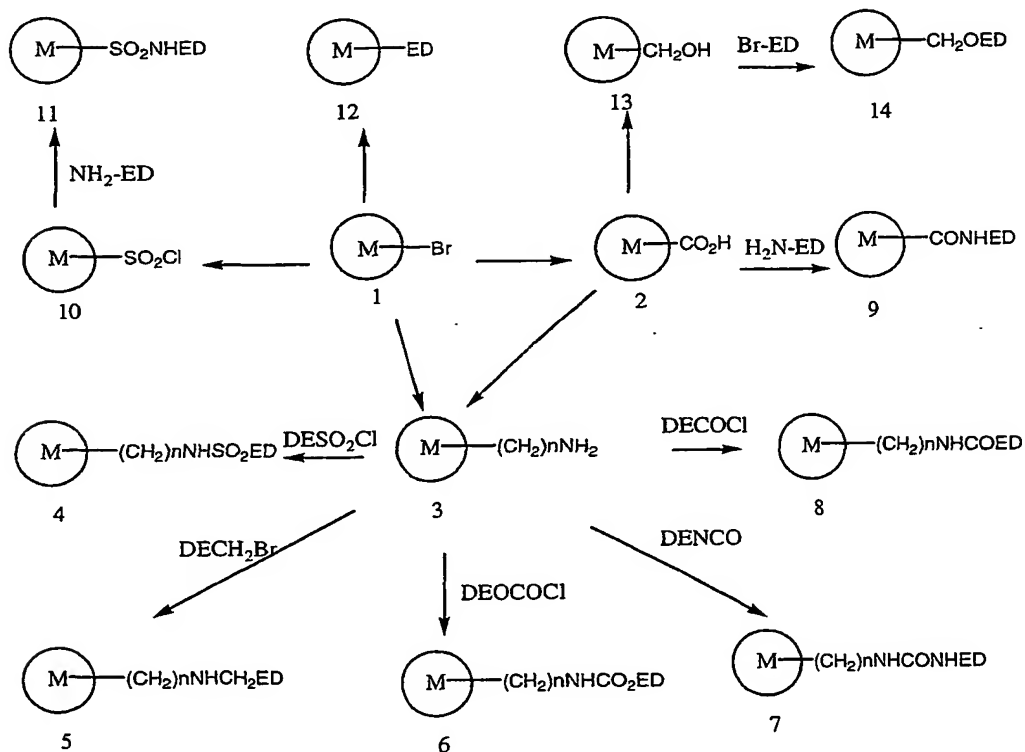 M SO₂NHED
M ED
M CH₂OH
Br-ED
M CH₂OED
11
12
13
14
NH₂-ED
M SO₂Cl
M Br
M CO₂H
H₂N-ED
M CONHED
10
1
2
9
M (CH₂)nNHSO₂ED
DESO₂Cl
M (CH₂)nNH₂
DECOCl
M (CH₂)nNHCOED
4
3
8
DECH₂Br
DEOCOCl
DENCO
M (CH₂)nNHCH₂ED
M (CH₂)nNHCO₂ED
M (CH₂)nNHCONHED
5
6
7